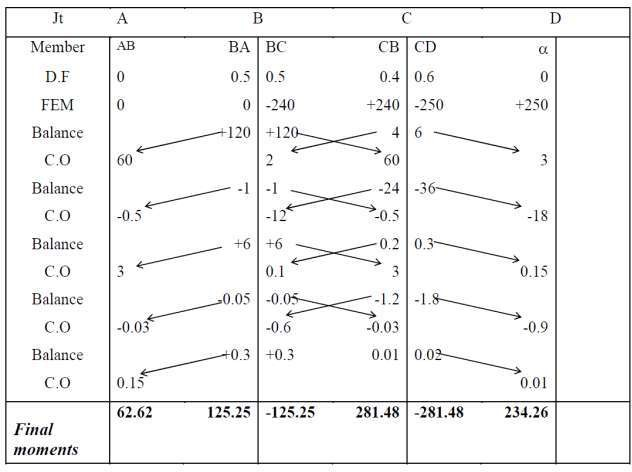 Jt A B C D
Member AB BA BC CB CD α
D.F 0 0.5 0.5 0.4 0.6 0
FEM 0 0 -240 +240 -250 +250
Balance +120 +120 4 6
C.O 60 2 60 3
Balance -1 -1 -24 -36
C.O -0.5 -12 -0.5 -18
Balance +6 +6 0.2 0.3
C.O 3 0.1 3 0.15
Balance -0.05 -0.05 -1.2 -1.8
C.O -0.03 -0.6 -0.03 -0.9
Balance +0.3 +0.3 0.01 0.02
C.O 0.15 0.01
62.62 125.25 -125.25 281.48 -281.48 234.26
Final
moments